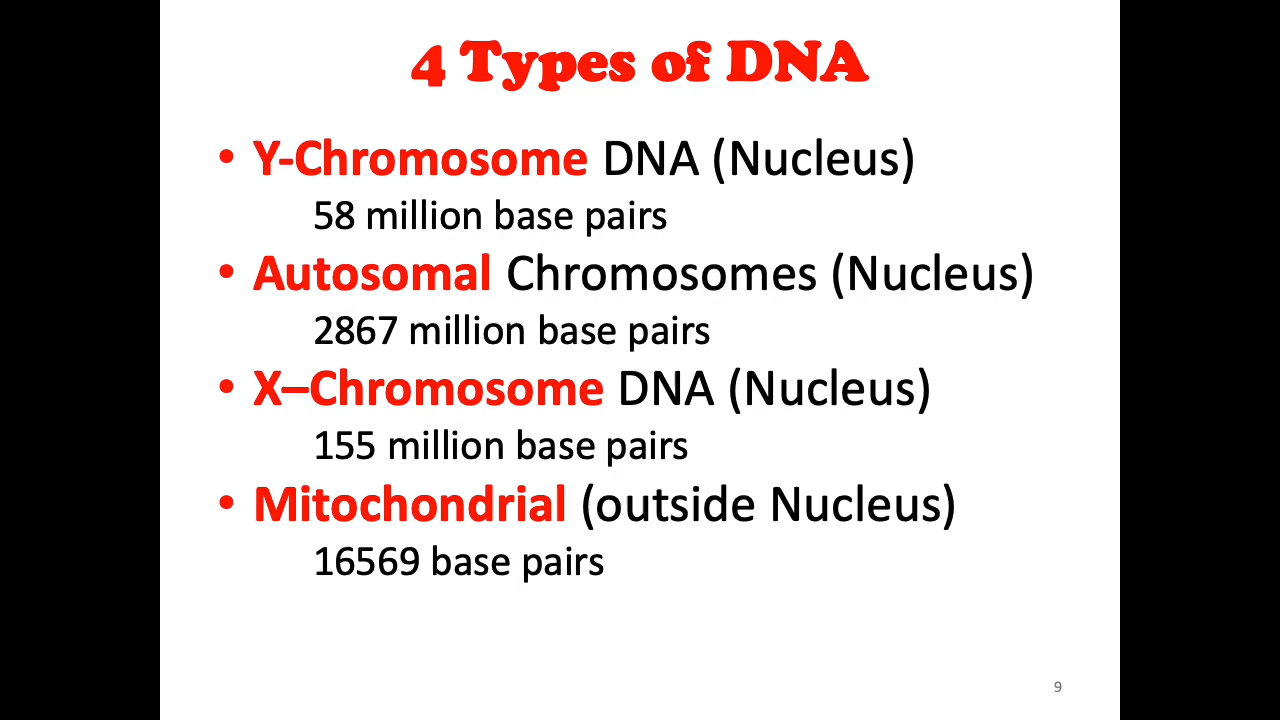 4 Types of DNA
• Y-Chromosome DNA (Nucleus)
58 million base pairs
• Autosomal Chromosomes (Nucleus)
2867 million base pairs
• X–Chromosome DNA (Nucleus)
155 million base pairs
• Mitochondrial (outside Nucleus)
16569 base pairs
9